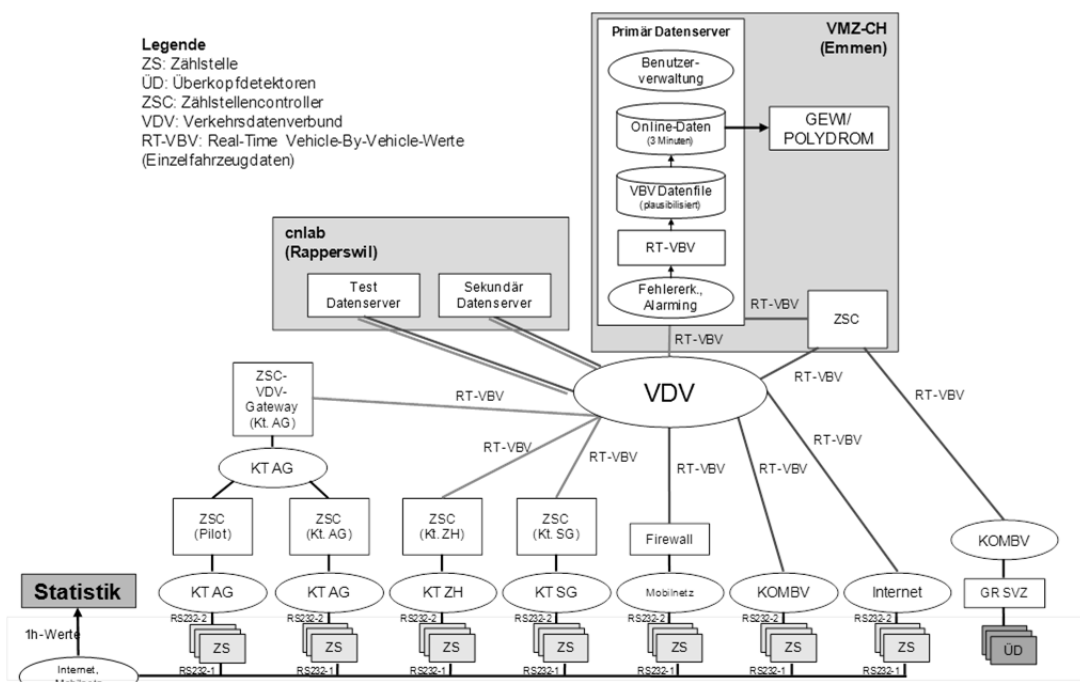 Legende
ZS: Zählstelle
ÜD: Überkopfdetektoren
ZSC: Zählstellencontroller
VDV: Verkehrsdatenverbund
RT-VBV: Real-Time Vehicle-By-Vehicle-Werte
(Einzelfahrzeugdaten)
Primär Datenserver
VMZ-CH
(Emmen)
Benutzer-
verwaltung
Online-Daten
(3 Minuten)
GEWI/
POLYDROM
VBV Datenfile
(plausibilisiert)
RT-VBV
Fehlererk.,
Alarming
RT-VBV
ZSC
RT-VBV
cnlab
(Rapperswil)
Test
Datenserver
Sekundär
Datenserver
VDV
RT-VBV
RT-VBV
ZSC-
VDV-
Gateway
(Kt. AG)
RT-VBV
RT-VBV
RT-VBV
RT-VBV
RT-VBV
RT-VBV
KT AG
ZSC
(Pilot)
ZSC
(Kt. AG)
ZSC
(Kt. ZH)
ZSC
(Kt. SG)
Firewall
KOMBV
Statistik
KT AG
KT AG
KT ZH
KT SG
Mobilnetz
KOMBV
Internet
GR SVZ
RS232-2
RS232-2
RS232-2
RS232-2
RS232-2
RS232-2
RS232-2
1h-Werte
ZS
ZS
ZS
ZS
ZS
ZS
ZS
ÜD
RS232-1
RS232-1
RS232-1
RS232-1
RS232-1
RS232-1
RS232-1
Internet,